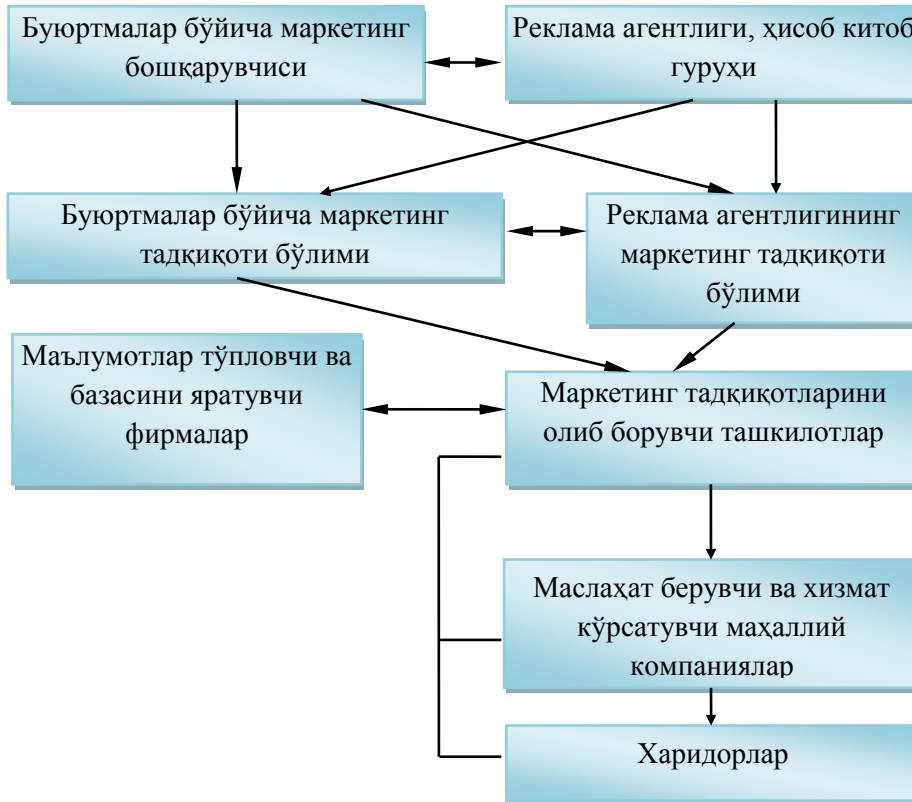 Буюртмалар бўйича маркетинг
бошқарувчиси
Реклама агентлиги, ҳисоб китоб
гуруҳи
Буюртмалар бўйича маркетинг
тадқиқоти бўлими
Реклама агентлигининг
маркетинг тадқиқоти
бўлими
Маълумотлар тўпловчи ва
базасини яратувчи
фирмалар
Маркетинг тадқиқотларини
олиб борувчи ташкилотлар
Маслаҳат берувчи ва хизмат
кўрсатувчи маҳаллий
компаниялар
Харидорлар